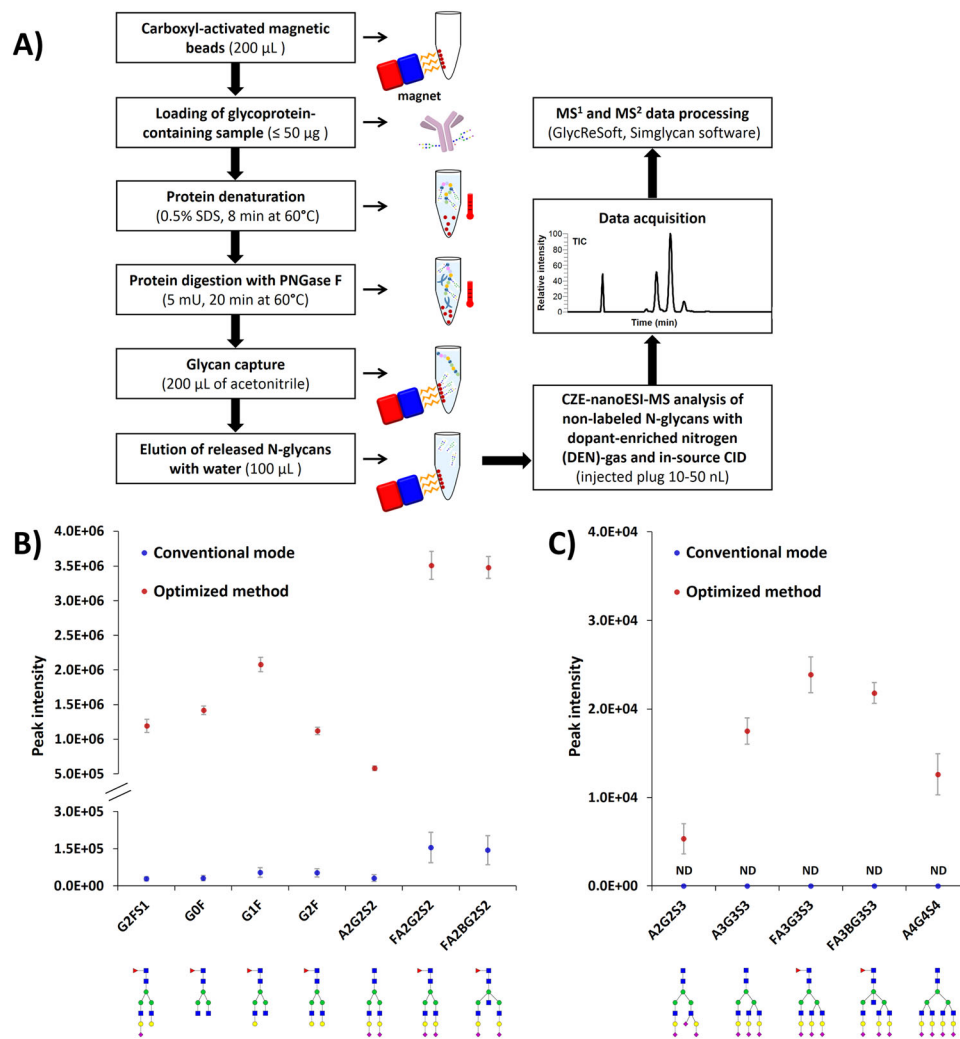 A)
Carboxyl-activated magnetic
beads (200 µL )
magnet
Loading of glycoprotein-
containing sample (≤ 50 µg )
Protein denaturation
(0.5% SDS, 8 min at 60°C)
Protein digestion with PNGase F
(5 mU, 20 min at 60°C)
Glycan capture
(200 µL of acetonitrile)
Elution of released N-glycans
with water (100 µL )
MS¹ and MS² data processing
(GlycReSoft, Simglycan software)
Data acquisition
Relative intensity
100
80
60
40
20
0
TIC
Time (min)
CZE-nanoESI-MS analysis of
non-labeled N-glycans with
dopant-enriched nitrogen
(DEN)-gas and in-source CID
(injected plug 10-50 nL)
B)
Peak intensity
4.0E+06
3.5E+06
3.0E+06
2.5E+06
2.0E+06
1.5E+06
1.0E+06
5.0E+05
3.0E+05
1.5E+05
0.0E+00
Conventional mode
Optimized method
G2FS1
G0F
G1F
G2F
A2G2S2
FA2G2S2
FA2BG2S2
C)
Peak intensity
4.0E+04
2.0E+04
1.0E+04
0.0E+00
Conventional mode
Optimized method
ND
ND
ND
ND
ND
A2G2S3
A3G3S3
FA3G3S3
FA3BG3S3
A4G4S4